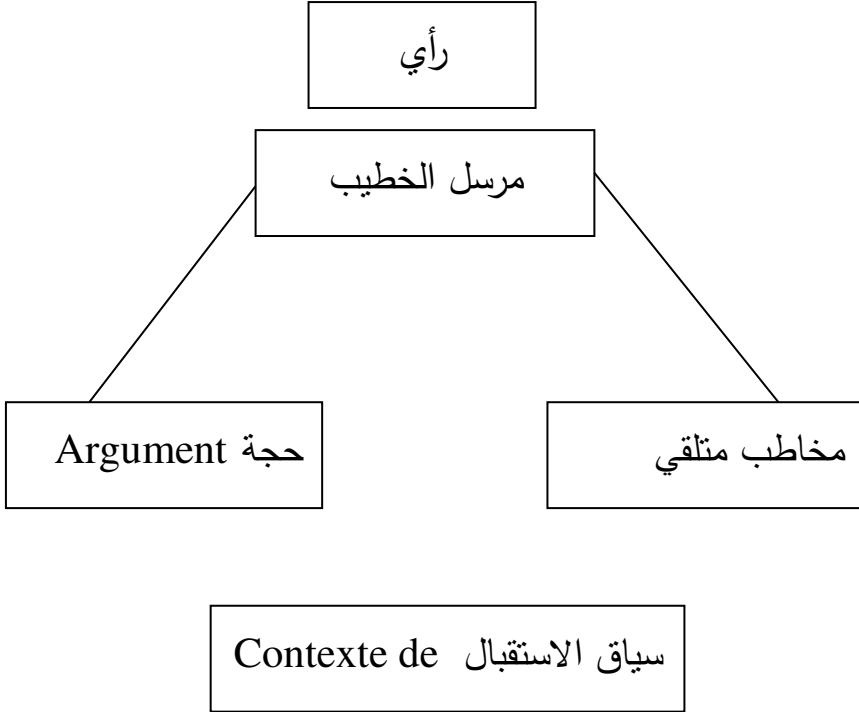 رأي
مرسل الخطيب
مخاطب متلقي
حجة Argument
سياق الاستقبال Contexte de